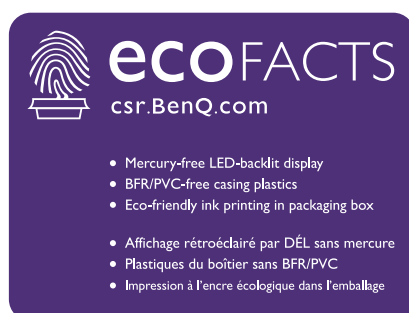 ecoFACTS
csr.BenQ.com
• Mercury-free LED-backlit display
• BFR/PVC-free casing plastics
• Eco-friendly ink printing in packaging box
• Affichage rétroéclairé par DÉL sans mercure
• Plastiques du boîtier sans BFR/PVC
• Impression à l'encre écologique dans l'emballage